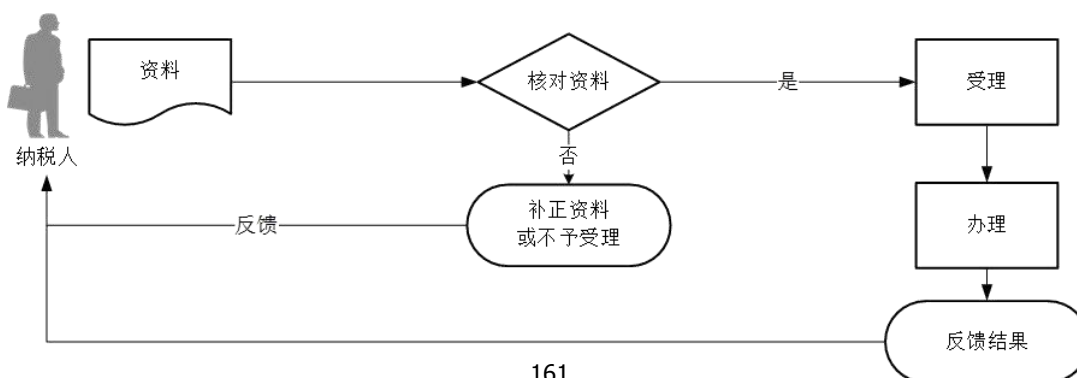 资料
核对资料
是
受理
纳税人
否
补正资料
或不予受理
反馈
办理
反馈结果
161